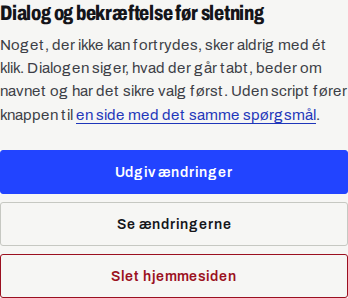 Dialog og bekræftelse før sletning
Noget, der ikke kan fortrydes, sker aldrig med ét
klik. Dialogen siger, hvad der går tabt, beder om
navnet og har det sikre valg først. Uden script fører
knappen til en side med det samme spørgsmål.
Udgiv ændringer
Se ændringerne
Slet hjemmesiden